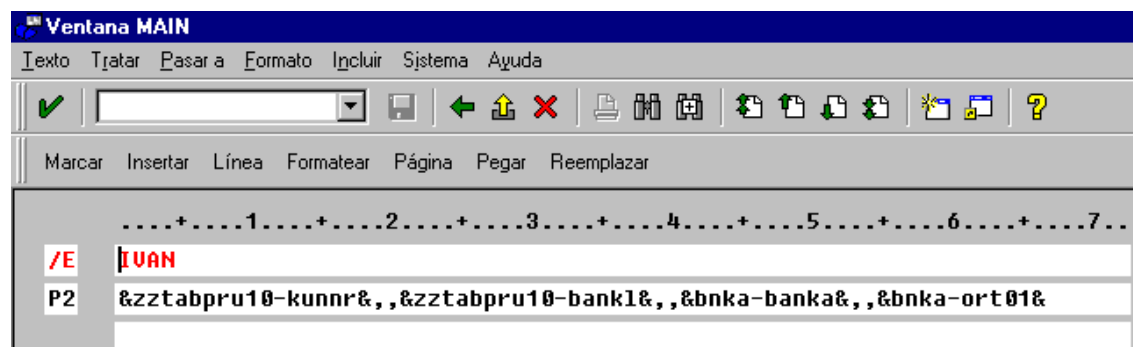 Ventana MAIN
Texto Tratar Pasar a Formato Incluir Sistema Ayuda
Marcar Insertar Línea Formatear Página Pegar Reemplazar
....+....1....+....2....+....3....+....4....+....5....+....6....+....7..
/E IVAN
P2 &zztabpru10-kunnr&,,&zztabpru10-bankl&,,&bnka-banka&,,&bnka-ort01&